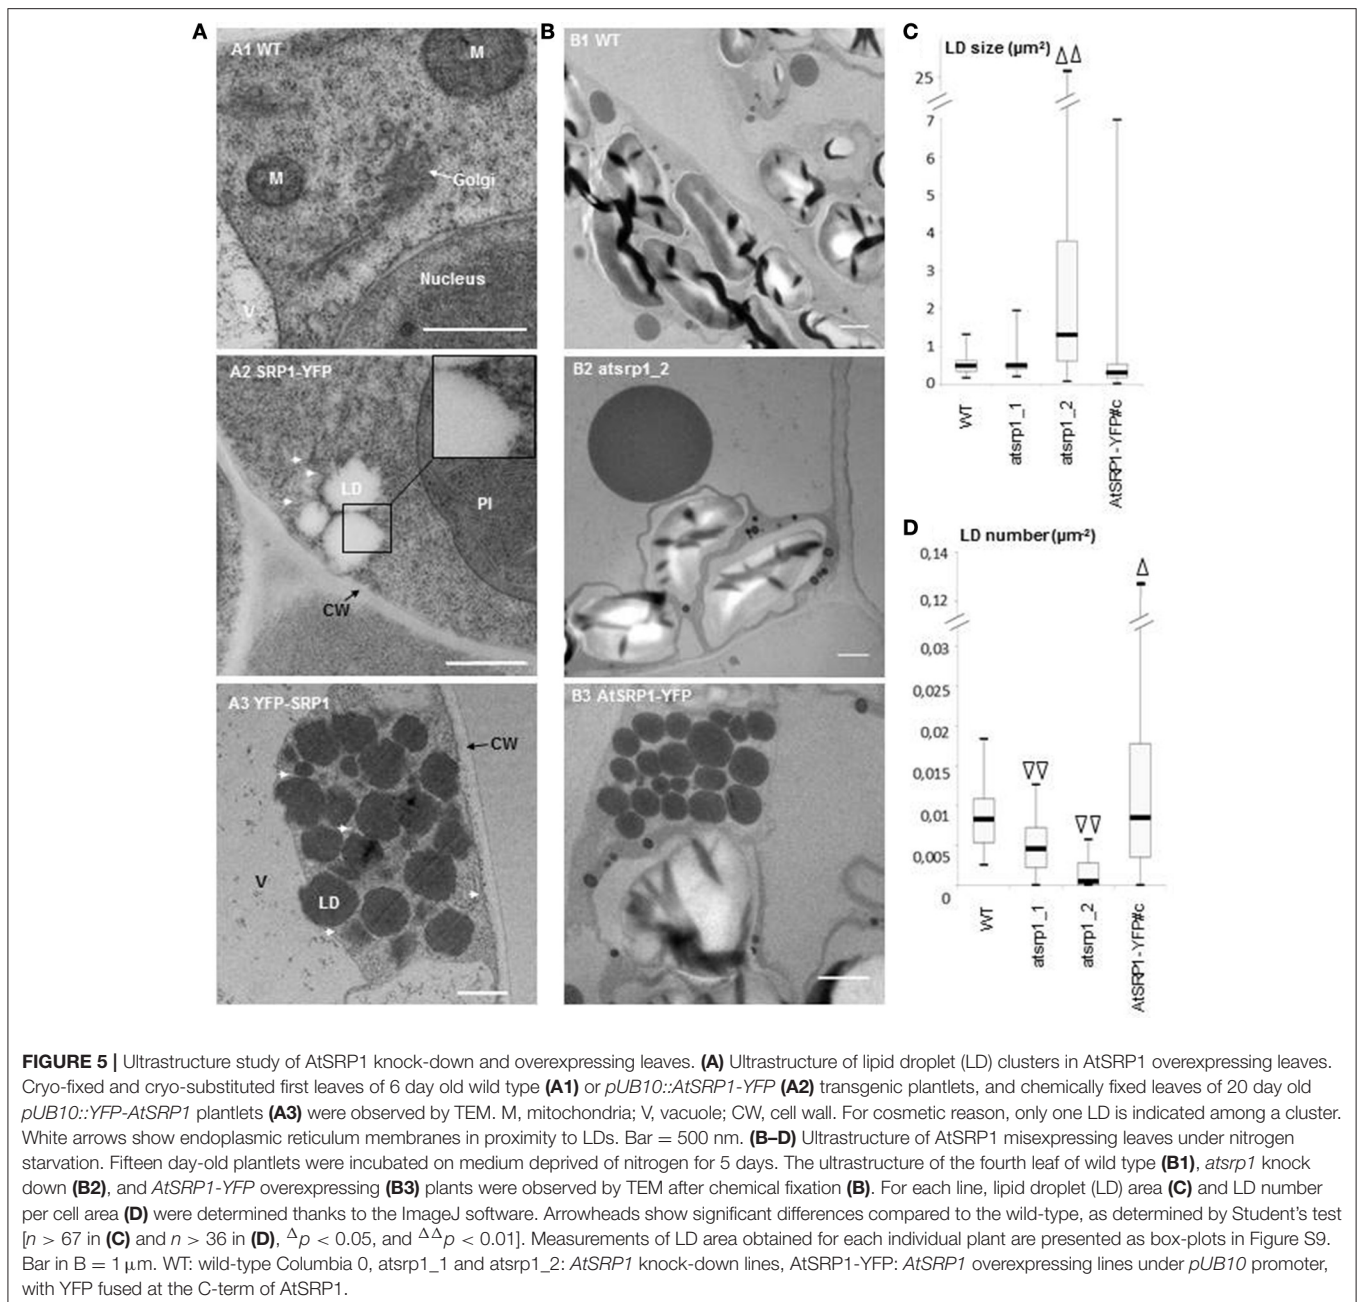 A
A1 WT
M
M
Golgi
Nucleus
V
A2 SRP1-YFP
LD
PI
CW
A3 YFP-SRP1
CW
V
LD
B
B1 WT
B2 atsrp1_2
B3 AtSRP1-YFP
C
LD size (µm²)
△△
25
7
6
5
4
3
2
1
0
WT
atsrp1_1
atsrp1_2
AtSRP1-YFP#c
D
LD number(µm-²)
0,14
△
0,12
0,03
0,025
0,02
0,015
▽▽
0,01
▽▽
0,005
0
WT
atsrp1_1
atsrp1_2
AtSRP1-YFP#c
FIGURE 5 | Ultrastructure study of AtSRP1 knock-down and overexpressing leaves. (A) Ultrastructure of lipid droplet (LD) clusters in AtSRP1 overexpressing leaves.
Cryo-fixed and cryo-substituted first leaves of 6 day old wild type (A1) or pUB10::AtSRP1-YFP (A2) transgenic plantlets, and chemically fixed leaves of 20 day old
pUB10::YFP-AtSRP1 plantlets (A3) were observed by TEM. M, mitochondria; V, vacuole; CW, cell wall. For cosmetic reason, only one LD is indicated among a cluster.
White arrows show endoplasmic reticulum membranes in proximity to LDs. Bar = 500 nm. (B–D) Ultrastructure of AtSRP1 misexpressing leaves under nitrogen
starvation. Fifteen day-old plantlets were incubated on medium deprived of nitrogen for 5 days. The ultrastructure of the fourth leaf of wild type (B1), atsrp1 knock
down (B2), and AtSRP1-YFP overexpressing (B3) plants were observed by TEM after chemical fixation (B). For each line, lipid droplet (LD) area (C) and LD number
per cell area (D) were determined thanks to the ImageJ software. Arrowheads show significant differences compared to the wild-type, as determined by Student's test
[n > 67 in (C) and n > 36 in (D), Δp < 0.05, and ΔΔp < 0.01]. Measurements of LD area obtained for each individual plant are presented as box-plots in Figure S9.
Bar in B = 1 µm. WT: wild-type Columbia 0, atsrp1_1 and atsrp1_2: AtSRP1 knock-down lines, AtSRP1-YFP: AtSRP1 overexpressing lines under pUB10 promoter,
with YFP fused at the C-term of AtSRP1.